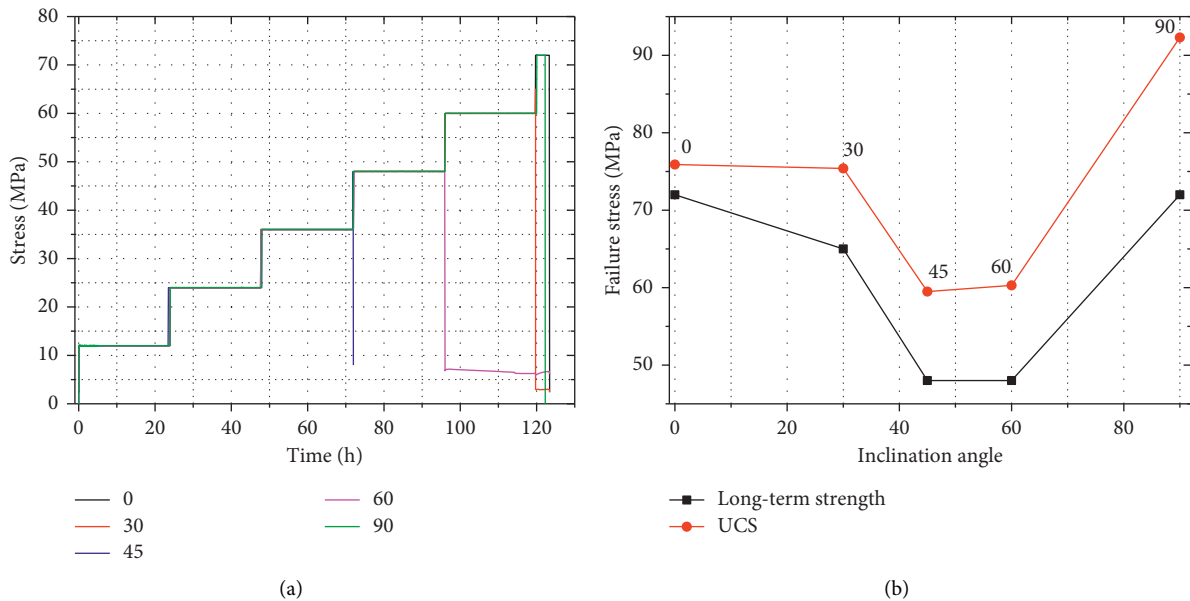 80
70
60
50
40
30
20
10
0
Stress (MPa)
0 20 40 60 80 100 120
Time (h)
0
30
45
60
90
(a)
90
80
70
60
50
Failure stress (MPa)
0
30
45
60
90
0 20 40 60 80
Inclination angle
Long-term strength
UCS
(b)